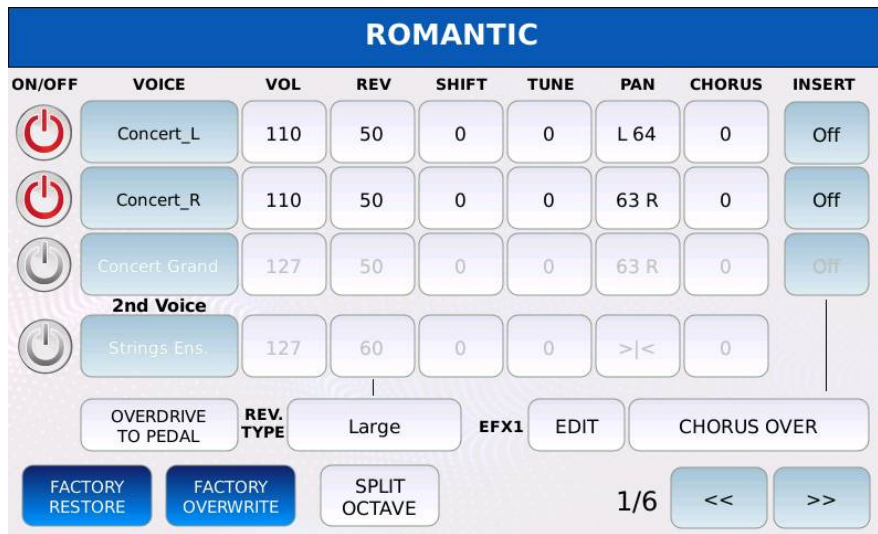 ROMANTIC
ON/OFF VOICE VOL REV SHIFT TUNE PAN CHORUS INSERT
Concert_L 110 50 0 0 L 64 0 Off
Concert_R 110 50 0 0 63 R 0 Off
Concert Grand 127 50 0 0 63 R 0 Off
2nd Voice
Strings Ens. 127 60 0 0 >|< 0
OVERDRIVE
TO PEDAL
REV.
TYPE
Large
EFX1
EDIT
CHORUS OVER
FACTORY
RESTORE
FACTORY
OVERWRITE
SPLIT
OCTAVE
1/6
<<
>>